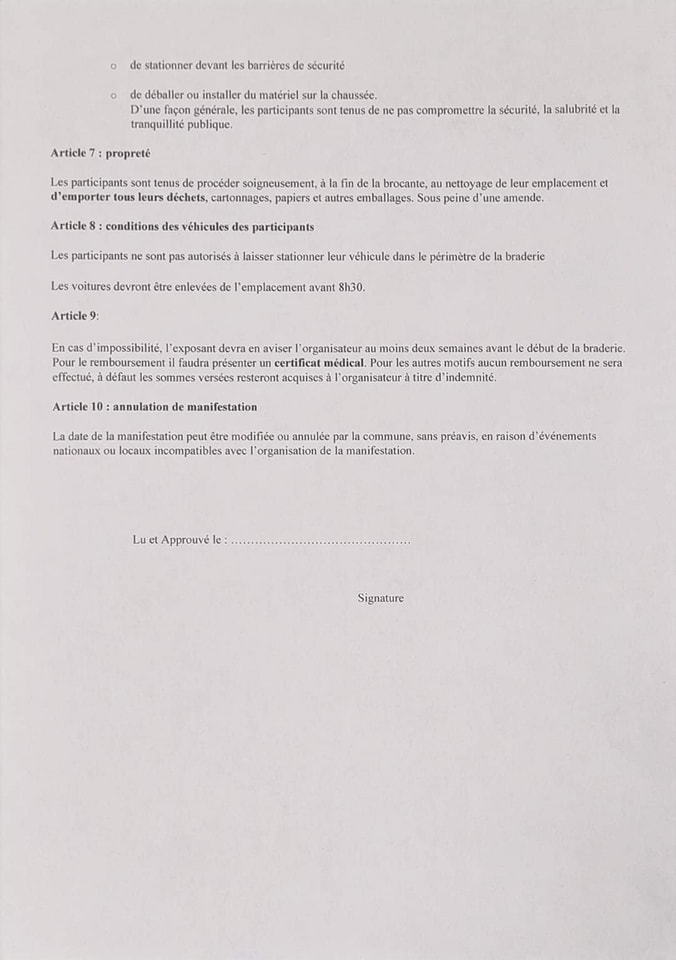 o de stationner devant les barrières de sécurité
o de déballer ou installer du matériel sur la chaussée.
D'une façon générale, les participants sont tenus de ne pas compromettre la sécurité, la salubrité et la
tranquillité publique.
Article 7 : propreté
Les participants sont tenus de procéder soigneusement, à la fin de la brocante, au nettoyage de leur emplacement et
d'emporter tous leurs déchets, cartonnages, papiers et autres emballages. Sous peine d'une amende.
Article 8 : conditions des véhicules des participants
Les participants ne sont pas autorisés à laisser stationner leur véhicule dans le périmètre de la braderie
Les voitures devront être enlevées de l'emplacement avant 8h30.
Article 9:
En cas d'impossibilité, l'exposant devra en aviser l'organisateur au moins deux semaines avant le début de la braderie.
Pour le remboursement il faudra présenter un certificat médical. Pour les autres motifs aucun remboursement ne sera
effectué, à défaut les sommes versées resteront acquises à l'organisateur à titre d'indemnité.
Article 10 : annulation de manifestation
La date de la manifestation peut être modifiée ou annulée par la commune, sans préavis, en raison d'événements
nationaux ou locaux incompatibles avec l'organisation de la manifestation.
Lu et Approuvé le : ............................................
Signature